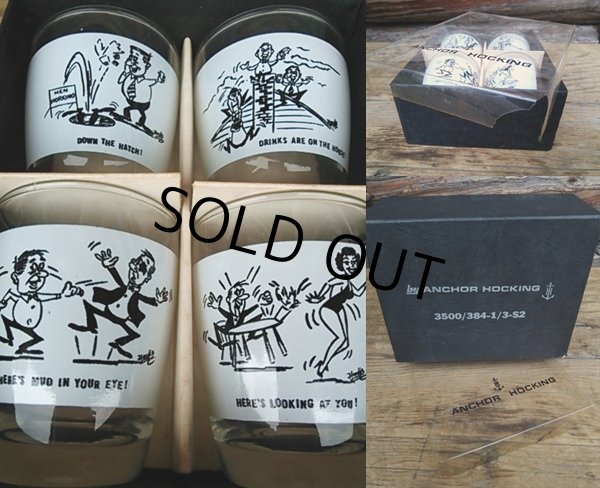 MEN WORKING
DOWN THE HATCH!
DRINKS ARE ON THE HOUSE!
HERE'S MUD IN YOUR EYE!
HERE'S LOOKING AT YOU!
SOLD OUT
ANCHOR HOCKING
ANCHOR HOCKING
3500/384-1/3-S2
ANCHOR HOCKING